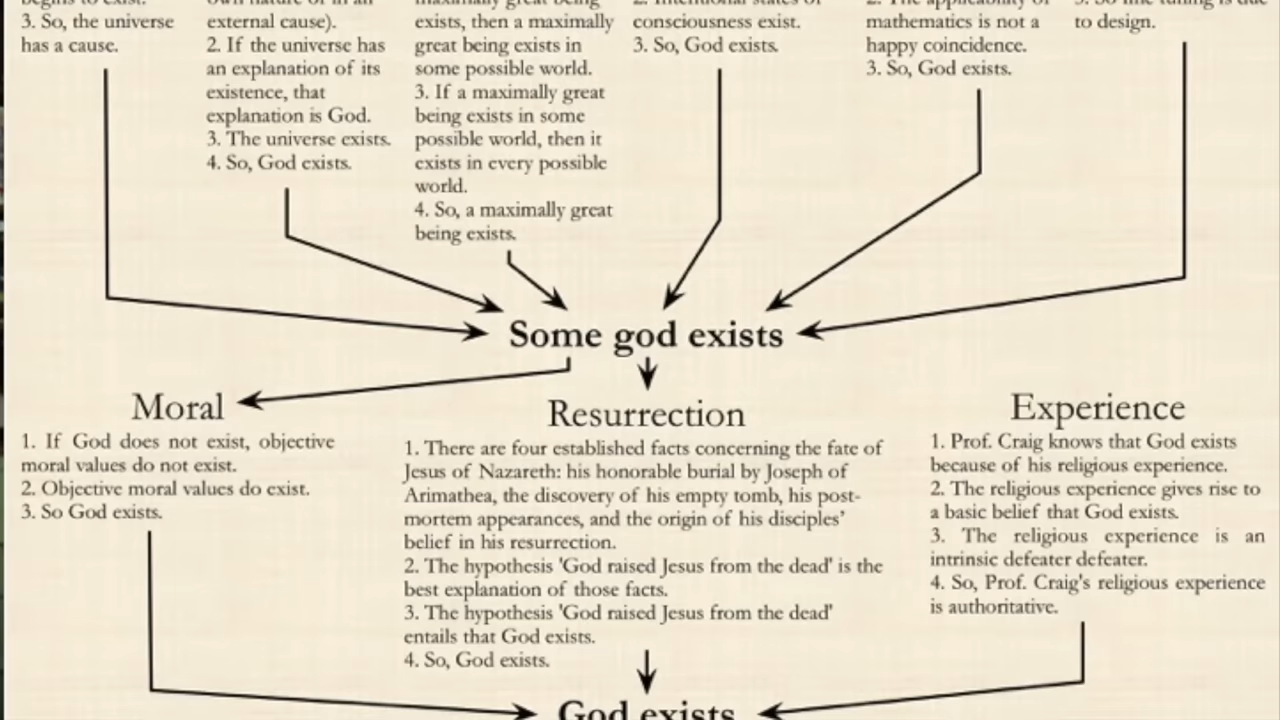 3. So, the universe
has a cause.
external cause).
2. If the universe has
an explanation of its
existence, that
explanation is God.
3. The universe exists.
4. So, God exists.
exists, then a maximally
great being exists in
some possible world.
3. If a maximally great
being exists in some
possible world, then it
exists in every possible
world.
4. So, a maximally great
being exists.
consciousness exist.
3. So, God exists.
mathematics is not a
happy coincidence.
3. So, God exists.
to design.
Some god exists
Moral
1. If God does not exist, objective
moral values do not exist.
2. Objective moral values do exist.
3. So God exists.
Resurrection
1. There are four established facts concerning the fate of
Jesus of Nazareth: his honorable burial by Joseph of
Arimathea, the discovery of his empty tomb, his post-
mortem appearances, and the origin of his disciples'
belief in his resurrection.
2. The hypothesis 'God raised Jesus from the dead' is the
best explanation of those facts.
3. The hypothesis 'God raised Jesus from the dead'
entails that God exists.
4. So, God exists.
Experience
1. Prof. Craig knows that God exists
because of his religious experience.
2. The religious experience gives rise to
a basic belief that God exists.
3. The religious experience is an
intrinsic defeater defeater.
4. So, Prof. Craig's religious experience
is authoritative.
God exists